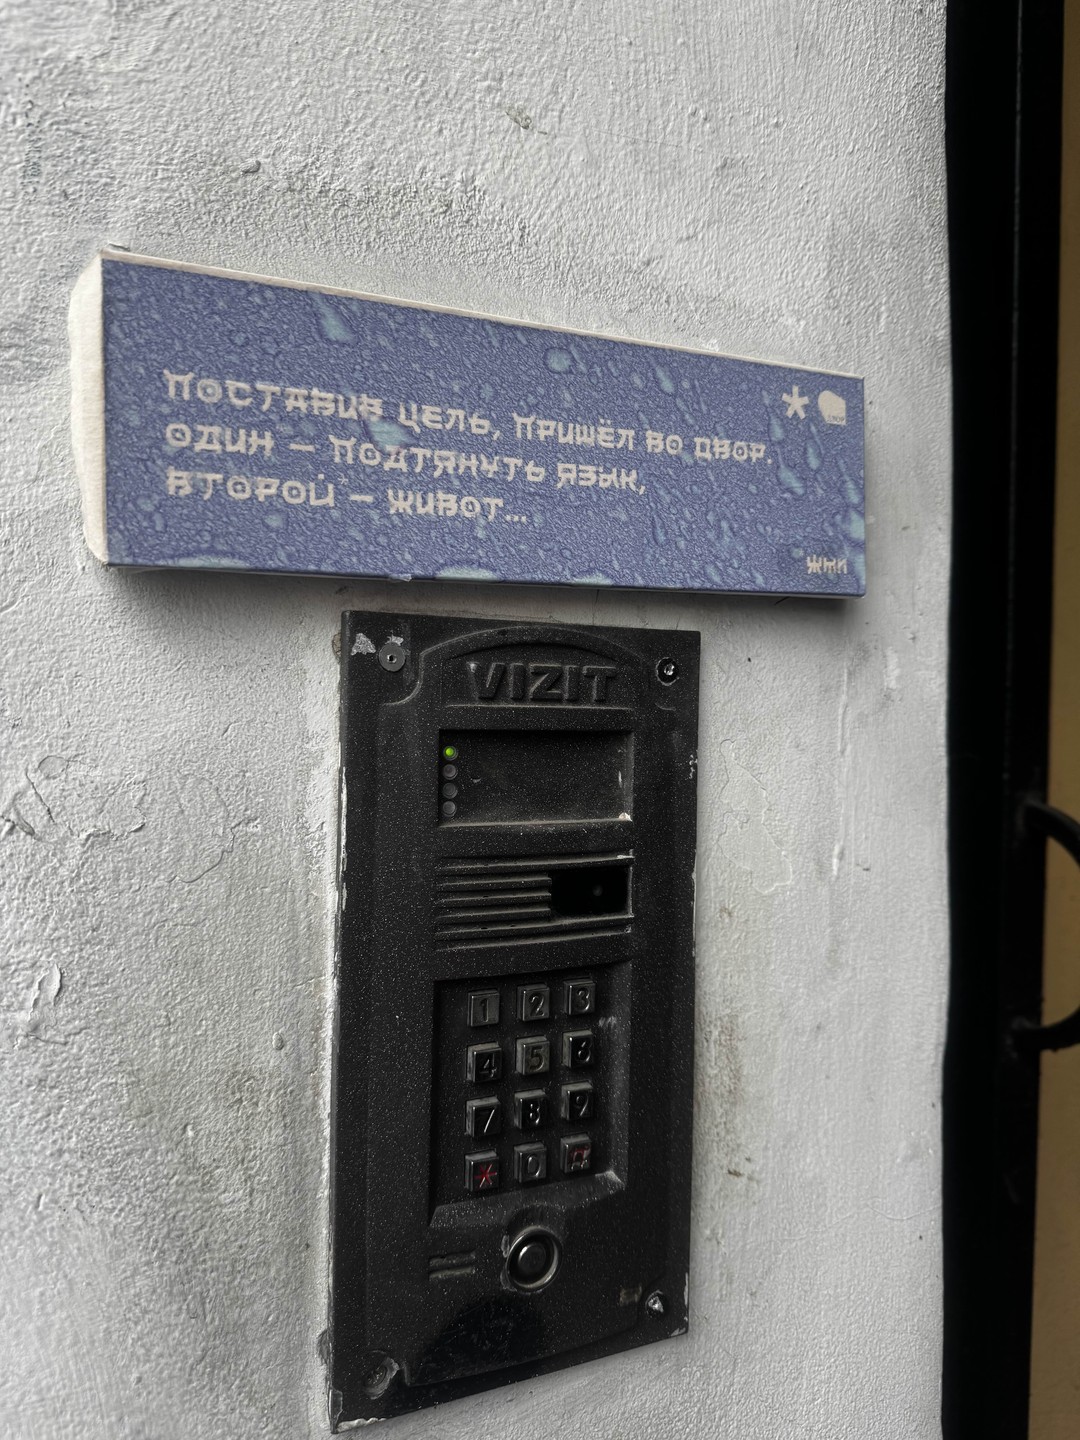 ПОСТАВИВ ЦЕЛЬ, ПРИШЁЛ ВО ДВОР.
ОДИН – ПОДТЯНУТЬ ЯЗЫК,
ВТОРОЙ – ЖИВОТ...
жти
VIZIT
1 2 3
4 5 6
7 8 9
* 0